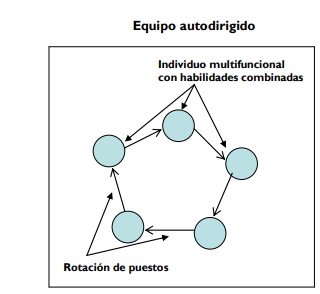 Equipo autodirigido
Individuo multifuncional
con habilidades combinadas
Rotación de puestos